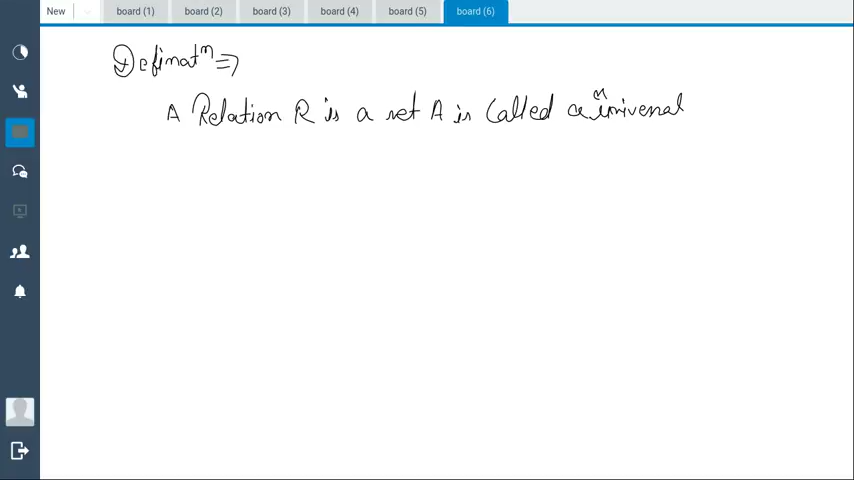 New board (1) board (2) board (3) board (4) board (5) board (6)
Definatⁿ ⇒
A Relation R is a set A is Called aⁿ universal